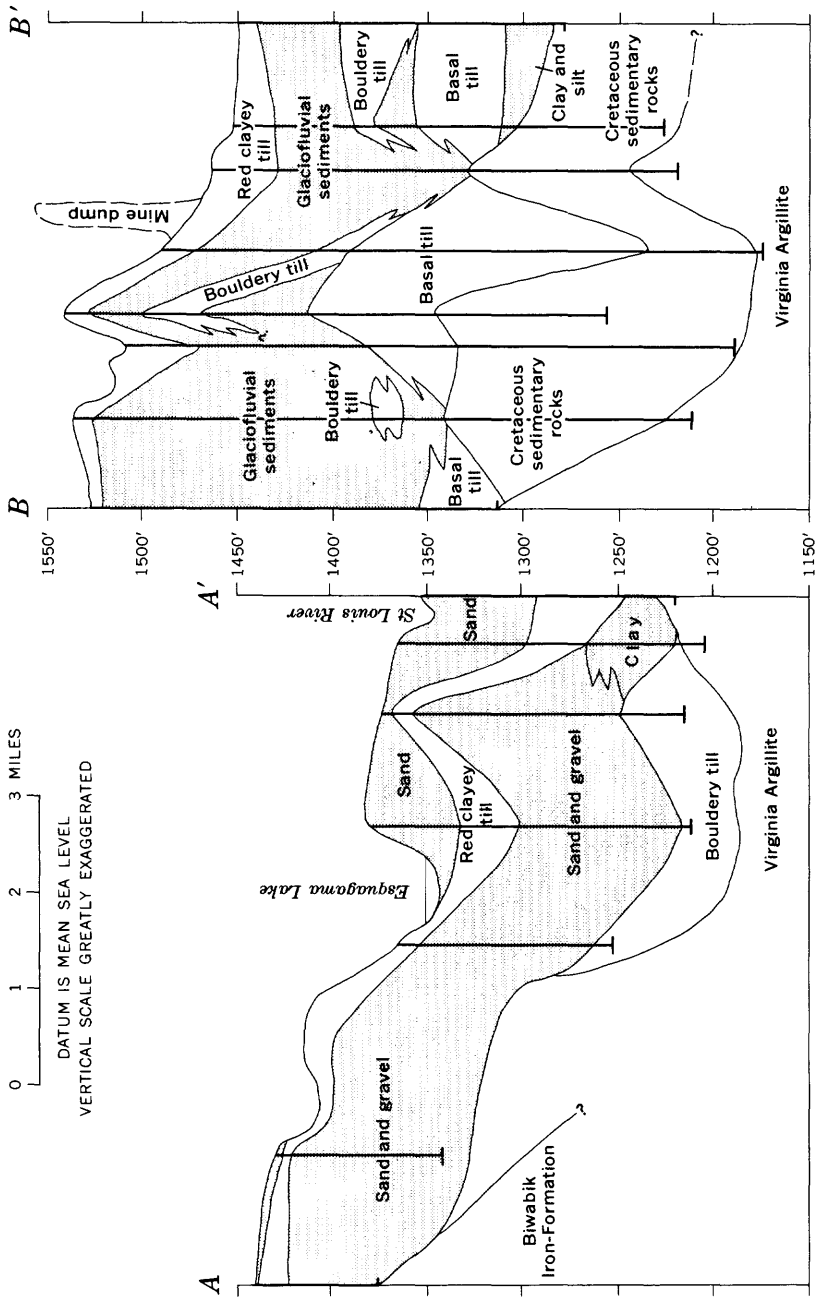 B
B'
Mine dump
Red clayey
till
Glaciofluvial
sediments
Bouldery
till
Basal
till
Clay and
silt
Cretaceous
sedimentary
rocks
?
Bouldery till
?
Basal till
Virginia Argillite
Glaciofluvial
sediments
Bouldery
till
Basal
till
Cretaceous
sedimentary
rocks
1550'
1500'
1450'
1400'
1350'
1300'
1250'
1200'
1150'
0 1 2 3 MILES
DATUM IS MEAN SEA LEVEL
VERTICAL SCALE GREATLY EXAGGERATED
A
A'
St Louis River
Esquagama Lake
Sand
Sand
Red clayey
till
Sand and gravel
Sand and gravel
Clay
Bouldery till
Virginia Argillite
Biwabik
Iron-Formation
?